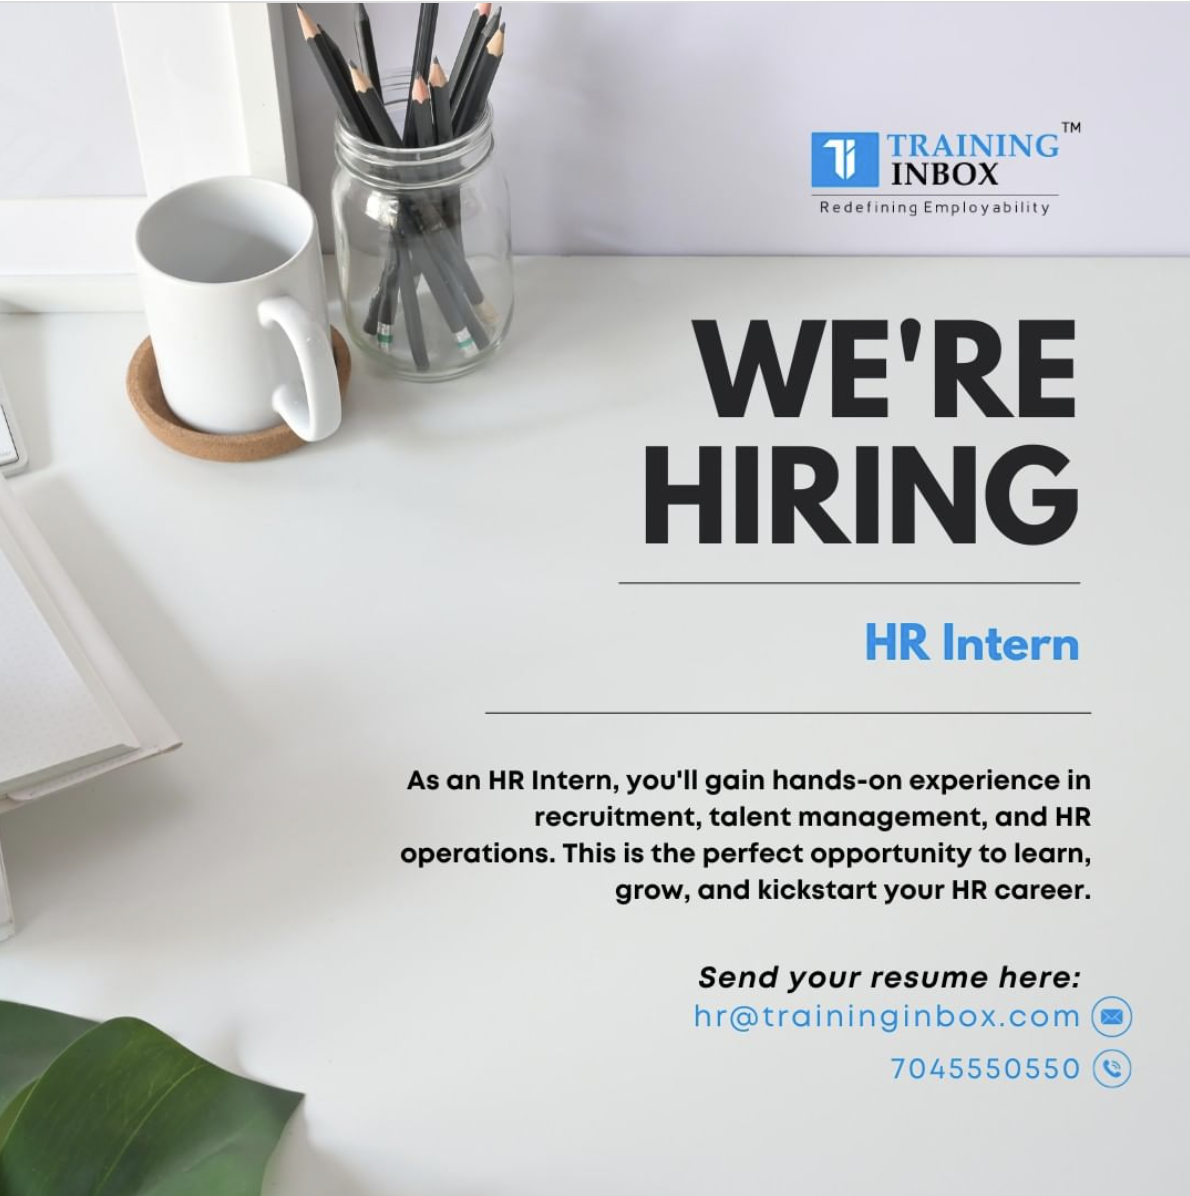 TRAINING™
INBOX
Redefining Employability
WE'RE
HIRING
HR Intern
As an HR Intern, you'll gain hands-on experience in
recruitment, talent management, and HR
operations. This is the perfect opportunity to learn,
grow, and kickstart your HR career.
Send your resume here:
hr@traininginbox.com
7045550550